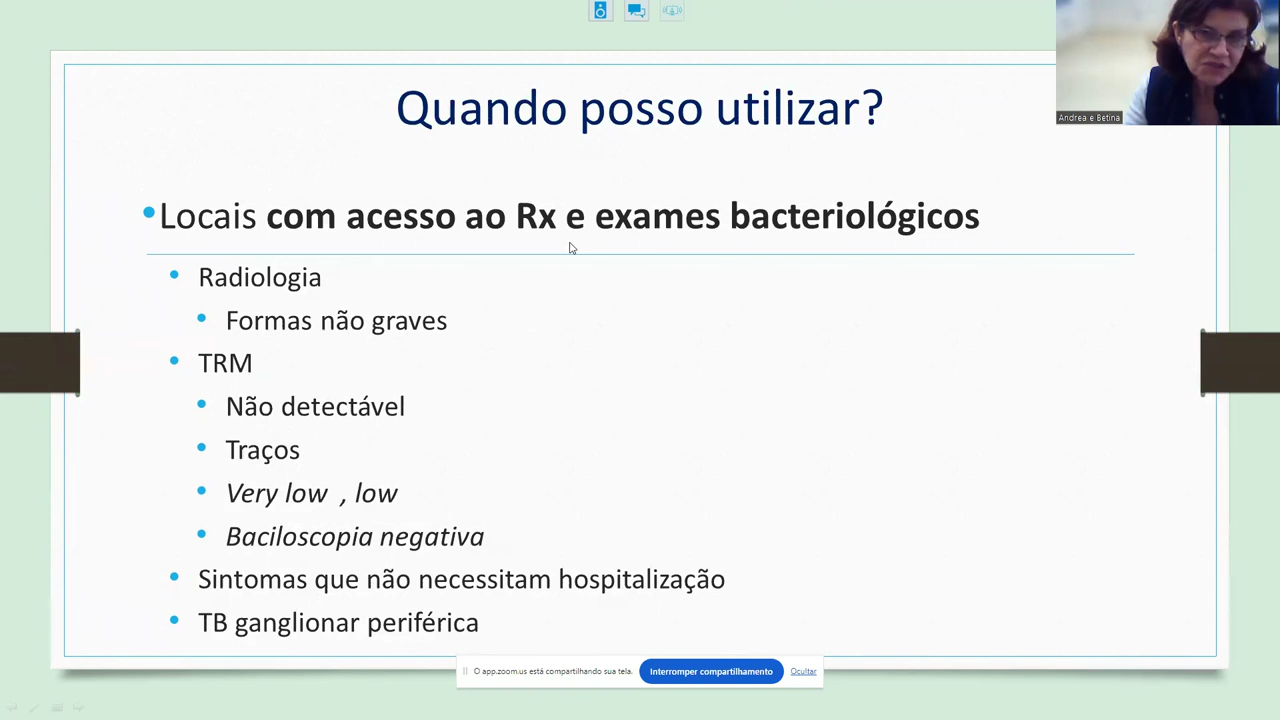 Quando posso utilizar?
Andrea e Betina
•Locais com acesso ao Rx e exames bacteriológicos
• Radiologia
• Formas não graves
• TRM
• Não detectável
• Traços
• Very low , low
• Baciloscopia negativa
• Sintomas que não necessitam hospitalização
• TB ganglionar periférica
O app.zoom.us está compartilhando sua tela. Interromper compartilhamento Ocultar